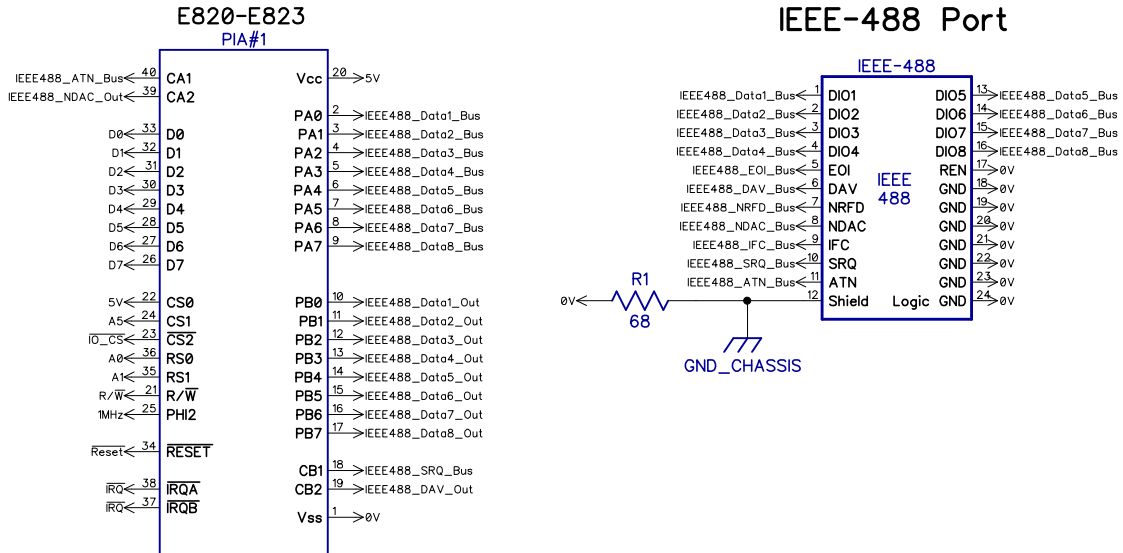 E820-E823
PIA#1
IEEE488_ATN_Bus 40 CA1
IEEE488_NDAC_Out 39 CA2
D0 33 D0
D1 32 D1
D2 31 D2
D3 30 D3
D4 29 D4
D5 28 D5
D6 27 D6
D7 26 D7
5V 22 CS0
A5 24 CS1
IO_CS 23 CS2
A0 36 RS0
A1 35 RS1
R/W 21 R/W
1MHz 25 PHI2
Reset 34 RESET
IRQ 38 IRQA
IRQ 37 IRQB
Vcc 20 5V
PA0 2 IEEE488_Data1_Bus
PA1 3 IEEE488_Data2_Bus
PA2 4 IEEE488_Data3_Bus
PA3 5 IEEE488_Data4_Bus
PA4 6 IEEE488_Data5_Bus
PA5 7 IEEE488_Data6_Bus
PA6 8 IEEE488_Data7_Bus
PA7 9 IEEE488_Data8_Bus
PB0 10 IEEE488_Data1_Out
PB1 11 IEEE488_Data2_Out
PB2 12 IEEE488_Data3_Out
PB3 13 IEEE488_Data4_Out
PB4 14 IEEE488_Data5_Out
PB5 15 IEEE488_Data6_Out
PB6 16 IEEE488_Data7_Out
PB7 17 IEEE488_Data8_Out
CB1 18 IEEE488_SRQ_Bus
CB2 19 IEEE488_DAV_Out
Vss 1 0V
IEEE-488 Port
IEEE-488
IEEE488_Data1_Bus 1 DIO1
IEEE488_Data2_Bus 2 DIO2
IEEE488_Data3_Bus 3 DIO3
IEEE488_Data4_Bus 4 DIO4
IEEE488_EOI_Bus 5 EOI
IEEE488_DAV_Bus 6 DAV
IEEE488_NRFD_Bus 7 NRFD
IEEE488_NDAC_Bus 8 NDAC
IEEE488_IFC_Bus 9 IFC
IEEE488_SRQ_Bus 10 SRQ
IEEE488_ATN_Bus 11 ATN
12 Shield
IEEE
488
DIO5 13 IEEE488_Data5_Bus
DIO6 14 IEEE488_Data6_Bus
DIO7 15 IEEE488_Data7_Bus
DIO8 16 IEEE488_Data8_Bus
REN 17 0V
GND 18 0V
GND 19 0V
GND 20 0V
GND 21 0V
GND 22 0V
GND 23 0V
Logic GND 24 0V
R1
0V
68
GND_CHASSIS